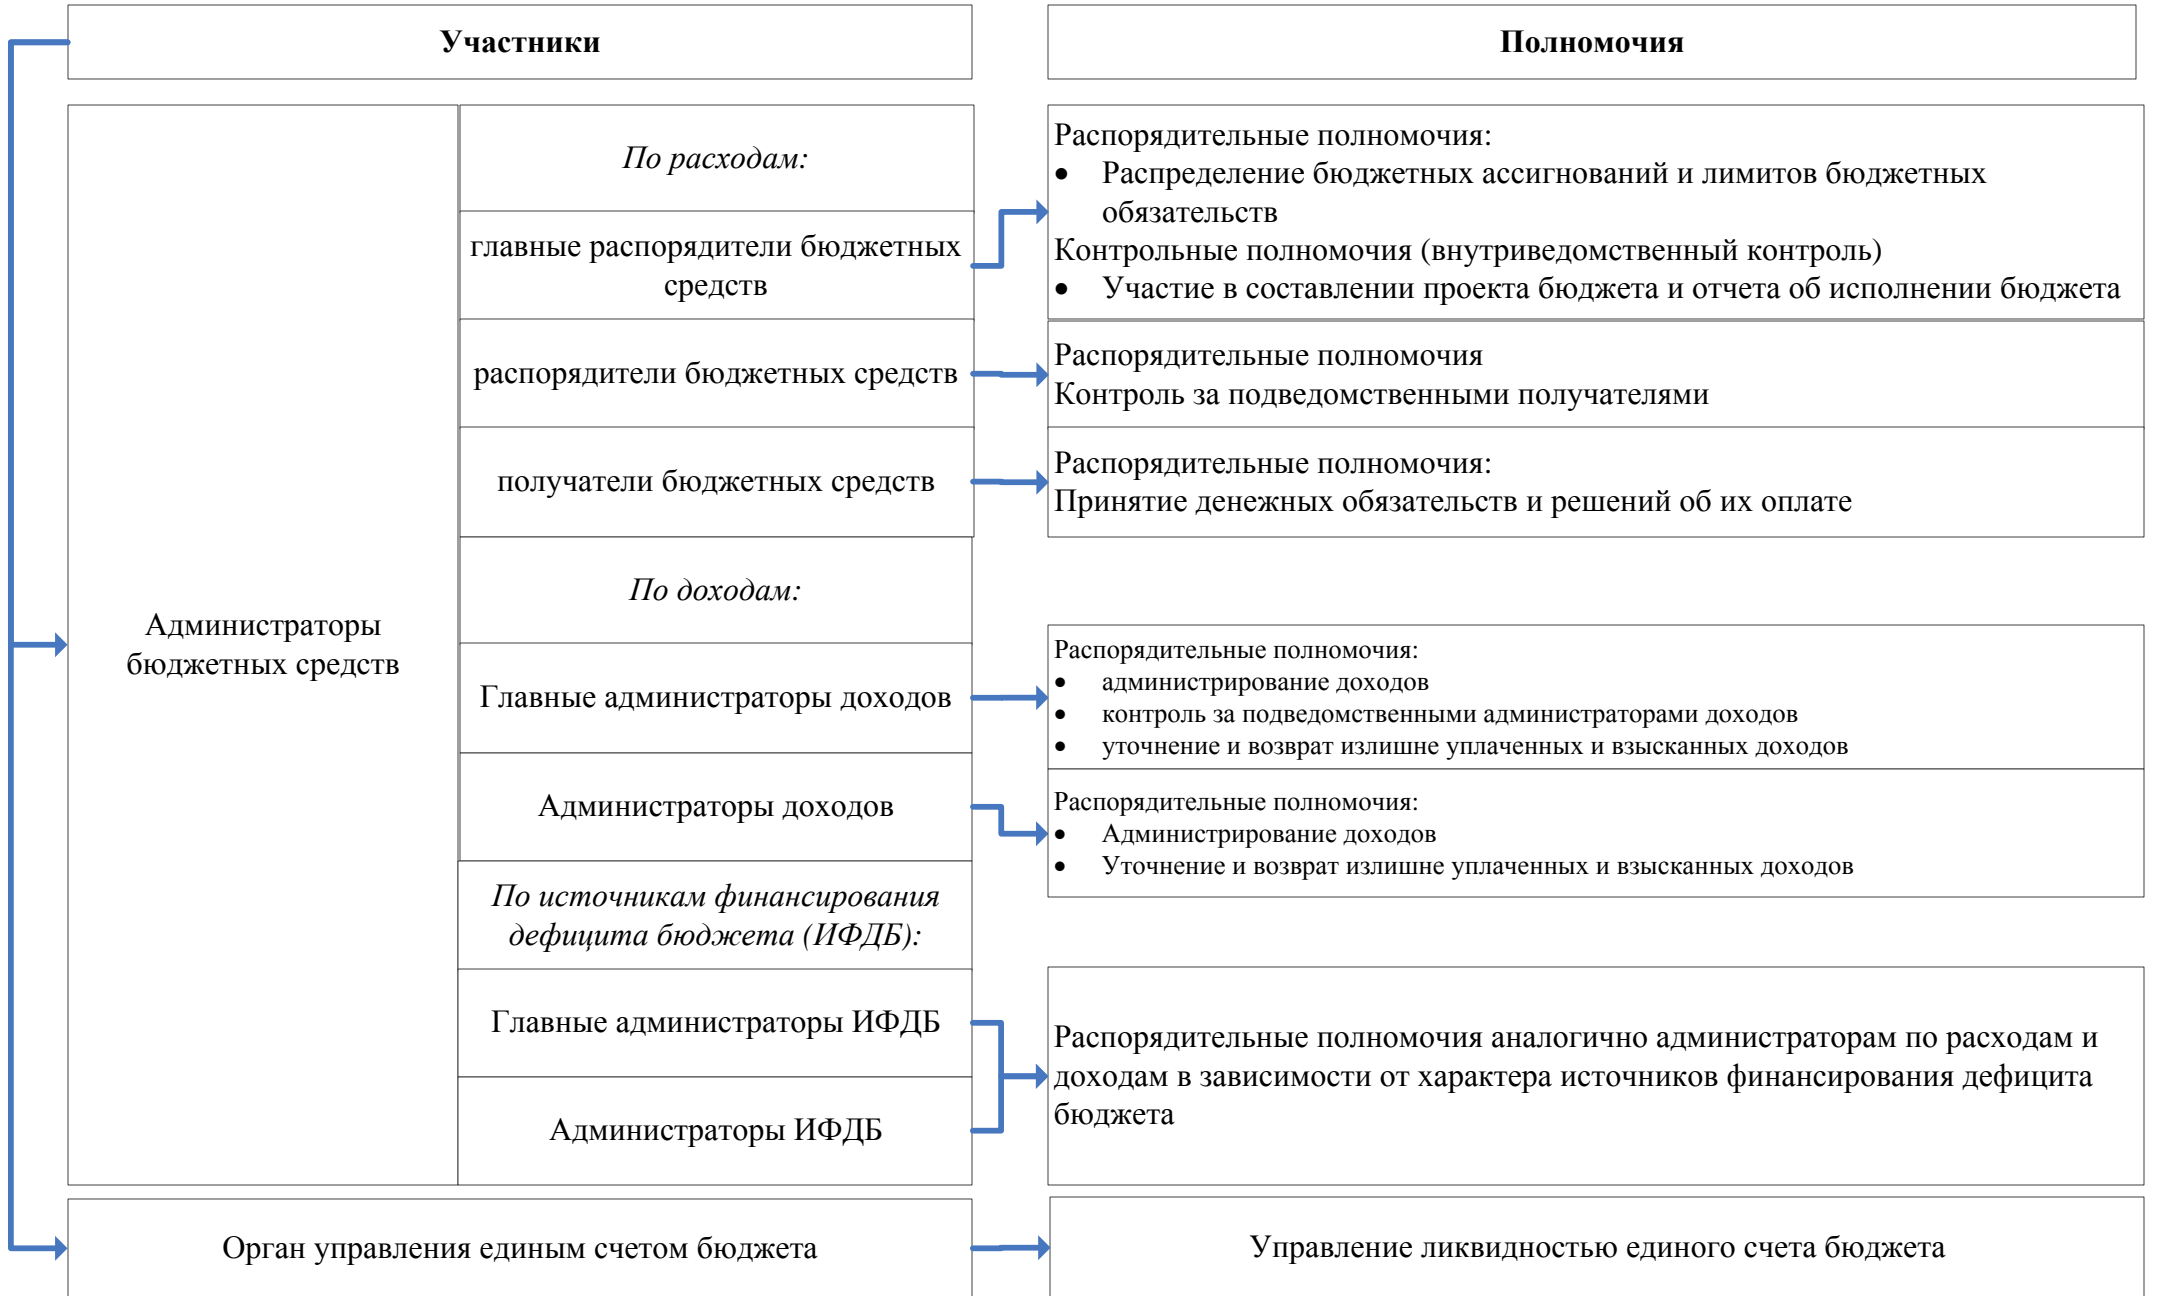 Участники
Полномочия
Администраторы
бюджетных средств
По расходам:
главные распорядители бюджетных
средств
Распорядительные полномочия:
• Распределение бюджетных ассигнований и лимитов бюджетных
обязательств
Контрольные полномочия (внутриведомственный контроль)
• Участие в составлении проекта бюджета и отчета об исполнении бюджета
распорядители бюджетных средств
Распорядительные полномочия
Контроль за подведомственными получателями
получатели бюджетных средств
Распорядительные полномочия:
Принятие денежных обязательств и решений об их оплате
По доходам:
Главные администраторы доходов
Распорядительные полномочия:
• администрирование доходов
• контроль за подведомственными администраторами доходов
• уточнение и возврат излишне уплаченных и взысканных доходов
Администраторы доходов
Распорядительные полномочия:
• Администрирование доходов
• Уточнение и возврат излишне уплаченных и взысканных доходов
По источникам финансирования
дефицита бюджета (ИФДБ):
Главные администраторы ИФДБ
Администраторы ИФДБ
Распорядительные полномочия аналогично администраторам по расходам и
доходам в зависимости от характера источников финансирования дефицита
бюджета
Орган управления единым счетом бюджета
Управление ликвидностью единого счета бюджета